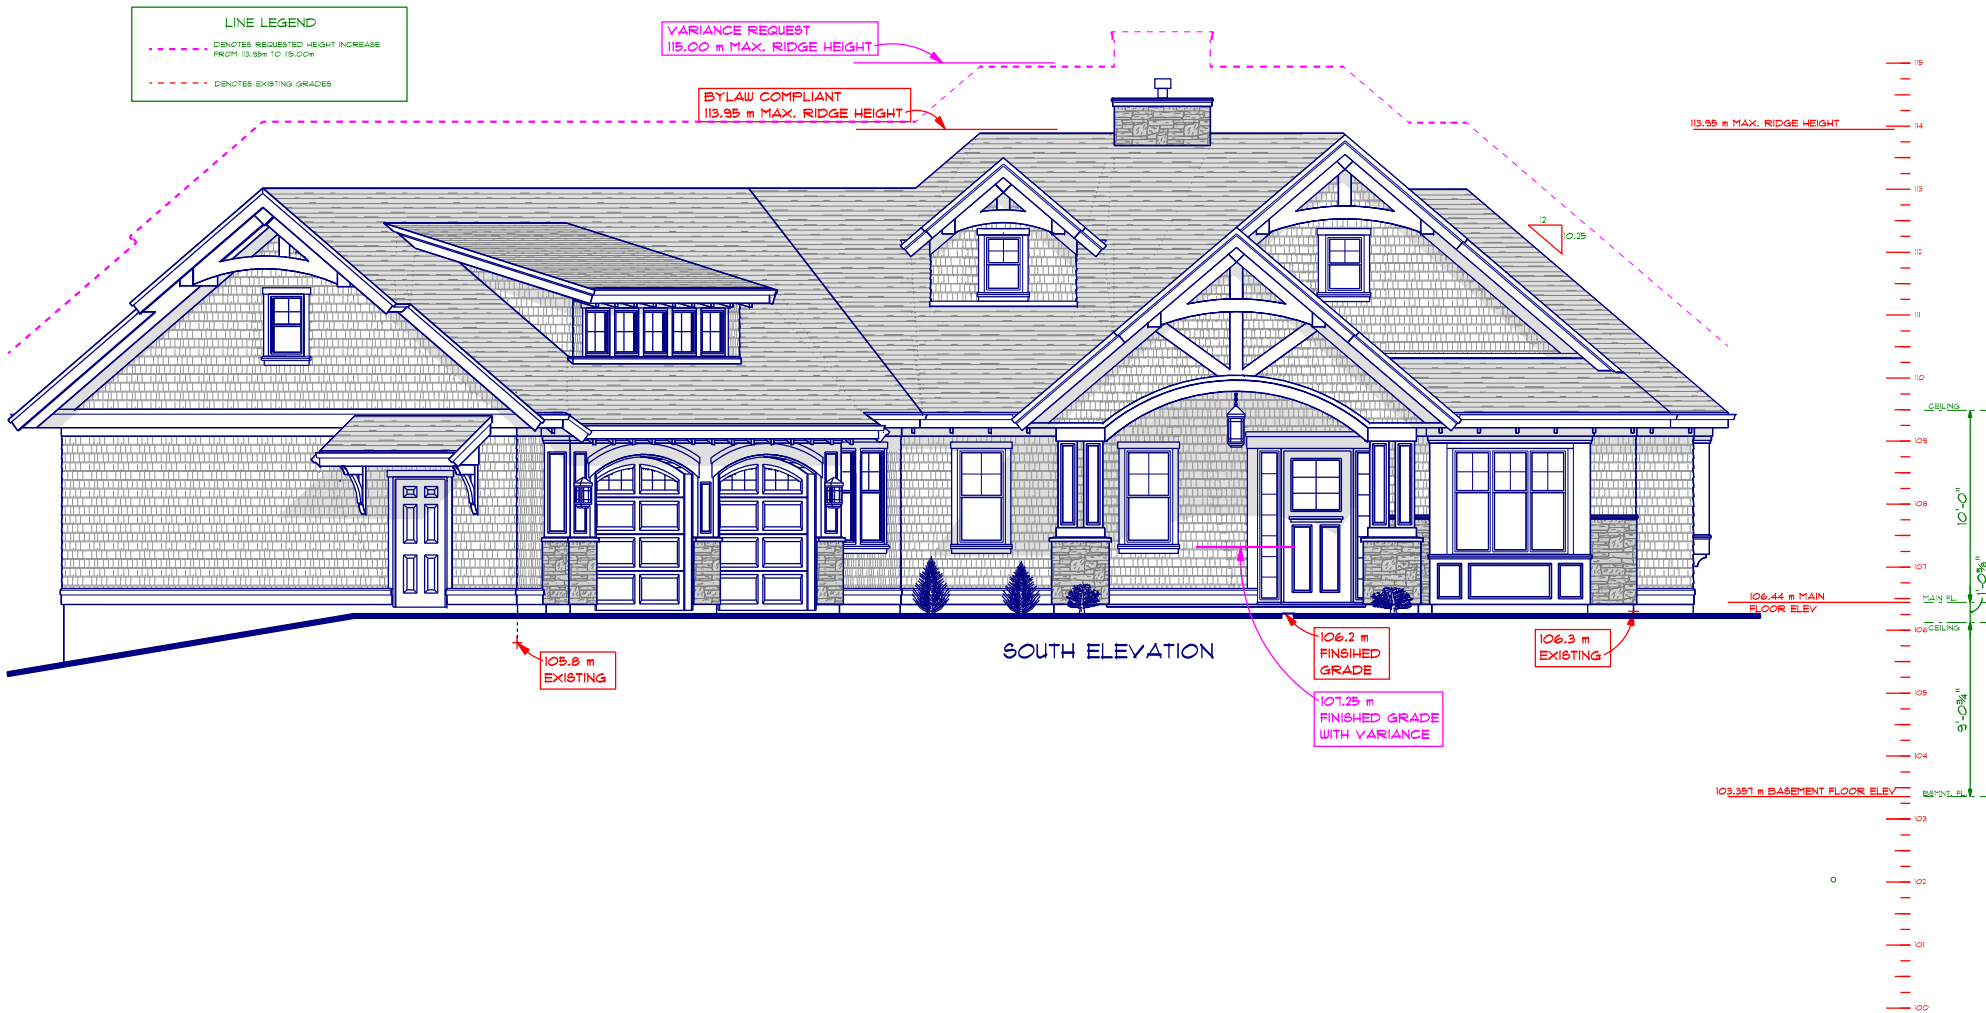 LINE LEGEND
DENOTES REQUESTED HEIGHT INCREASE
FROM 113.95m TO 115.00m
DENOTES EXISTING GRADES
VARIANCE REQUEST
115.00 m MAX. RIDGE HEIGHT
BYLAW COMPLIANT
113.95 m MAX. RIDGE HEIGHT
113.95 m MAX. RIDGE HEIGHT
12
10.25
115
114
113
112
111
110
109
108
107
106
105
104
103
102
101
100
CEILING
10'-0"
MAIN FL.
CEILING
9'-0¾"
BSMNT. FL.
106.44 m MAIN
FLOOR ELEV
103.357 m BASEMENT FLOOR ELEV
SOUTH ELEVATION
105.8 m
EXISTING
106.2 m
FINSIHED
GRADE
106.3 m
EXISTING
107.25 m
FINISHED GRADE
WITH VARIANCE